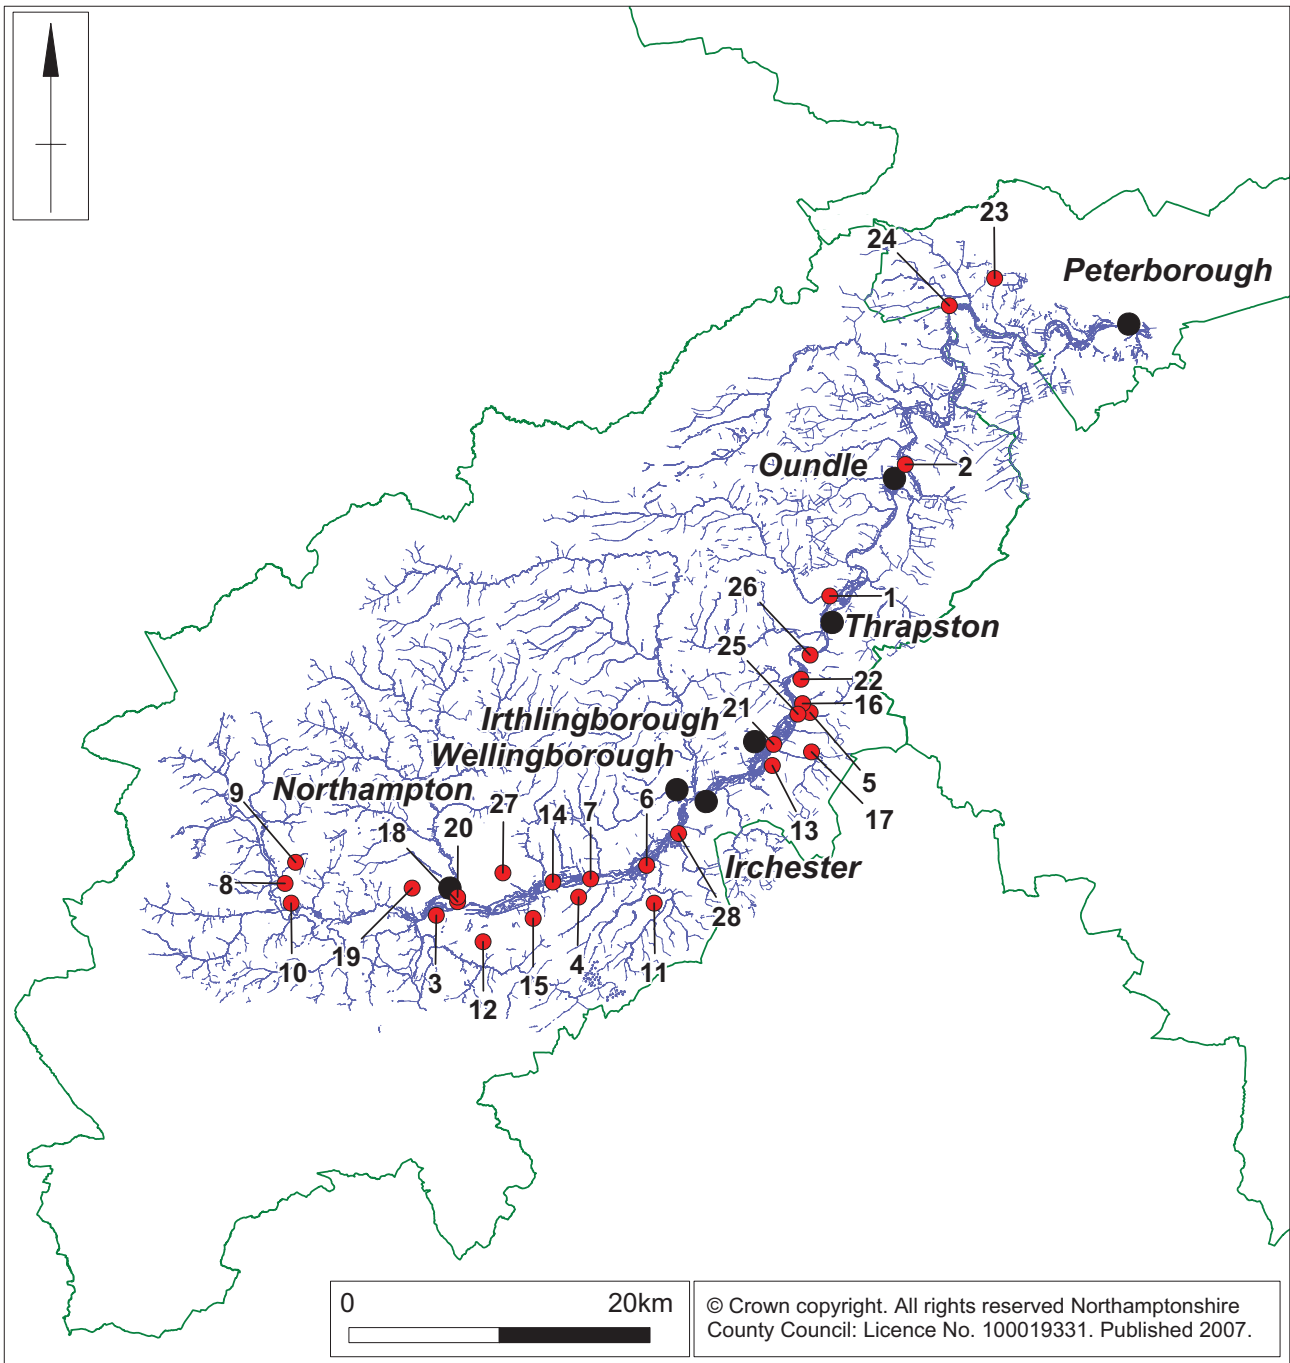 23
24
Peterborough
Oundle
2
26
1
Thrapston
25
22
16
21
Irthlingborough
Wellingborough
5
17
13
Northampton
9
27
14
7
6
18
20
Irchester
8
28
19
10
3
12
15
4
11
0
20km
© Crown copyright. All rights reserved Northamptonshire
County Council: Licence No. 100019331. Published 2007.